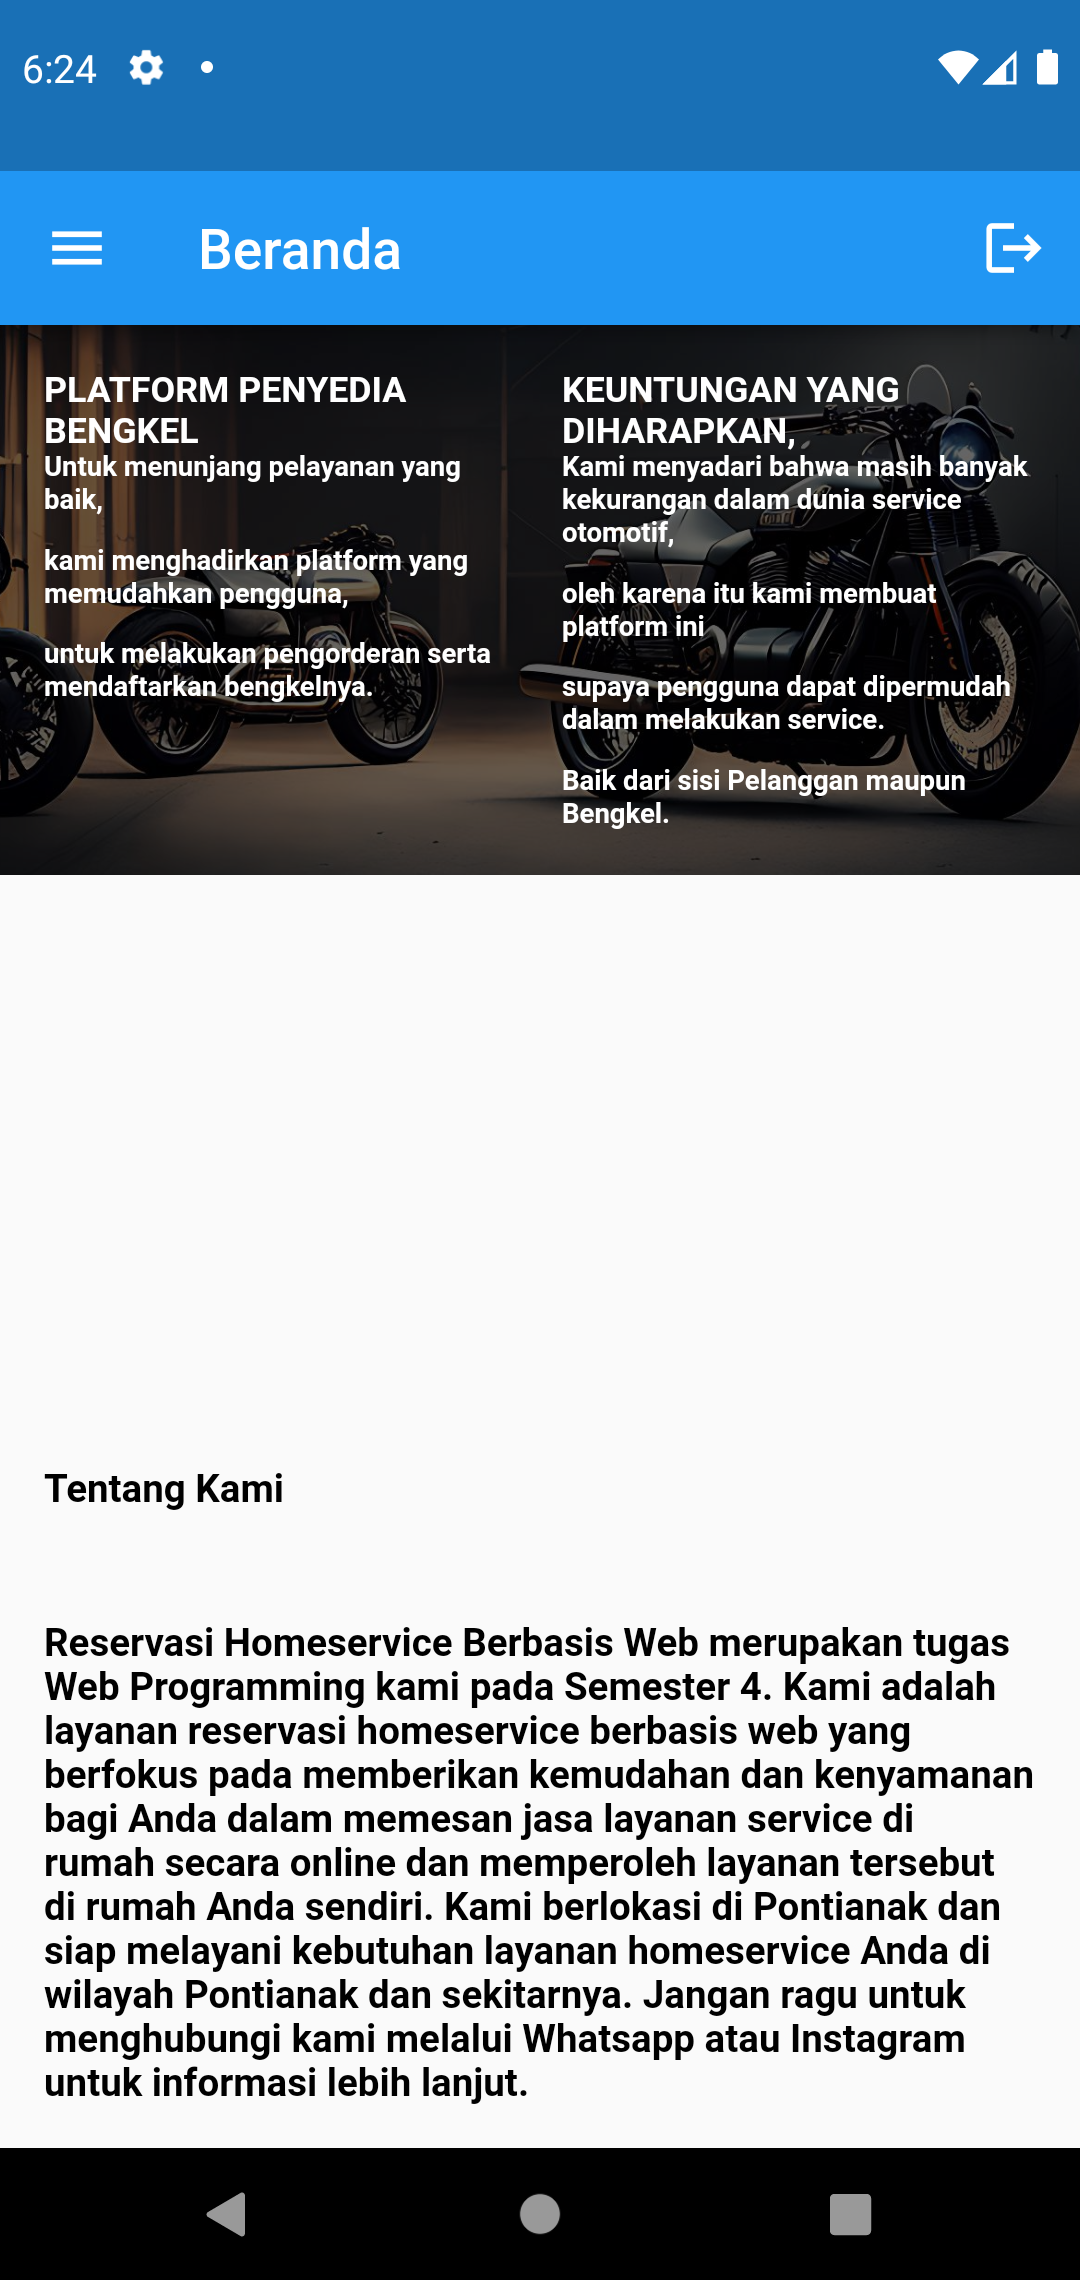 6:24
Beranda
PLATFORM PENYEDIA
BENGKEL
Untuk menunjang pelayanan yang
baik,
kami menghadirkan platform yang
memudahkan pengguna,
untuk melakukan pengorderan serta
mendaftarkan bengkelnya.
KEUNTUNGAN YANG
DIHARAPKAN,
Kami menyadari bahwa masih banyak
kekurangan dalam dunia service
otomotif,
oleh karena itu kami membuat
platform ini
supaya pengguna dapat dipermudah
dalam melakukan service.
Baik dari sisi Pelanggan maupun
Bengkel.
Tentang Kami
Reservasi Homeservice Berbasis Web merupakan tugas
Web Programming kami pada Semester 4. Kami adalah
layanan reservasi homeservice berbasis web yang
berfokus pada memberikan kemudahan dan kenyamanan
bagi Anda dalam memesan jasa layanan service di
rumah secara online dan memperoleh layanan tersebut
di rumah Anda sendiri. Kami berlokasi di Pontianak dan
siap melayani kebutuhan layanan homeservice Anda di
wilayah Pontianak dan sekitarnya. Jangan ragu untuk
menghubungi kami melalui Whatsapp atau Instagram
untuk informasi lebih lanjut.